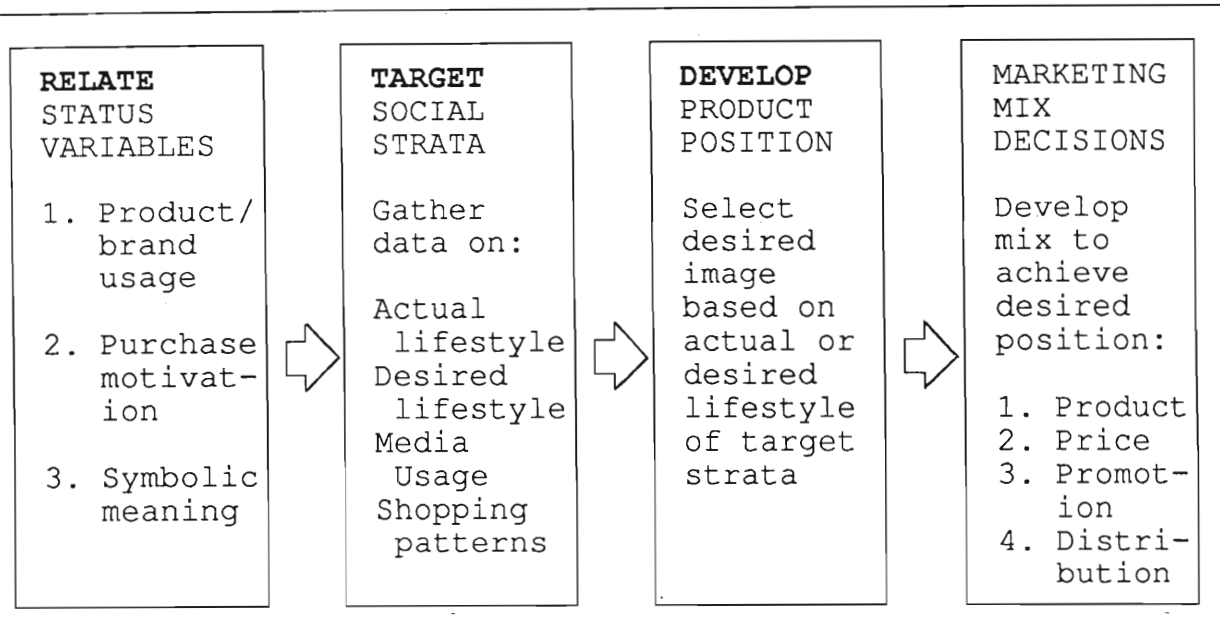 RELATE
STATUS
VARIABLES
1. Product/
brand
usage
2. Purchase
motivat-
ion
3. Symbolic
meaning
TARGET
SOCIAL
STRATA
Gather
data on:
Actual
lifestyle
Desired
lifestyle
Media
Usage
Shopping
patterns
DEVELOP
PRODUCT
POSITION
Select
desired
image
based on
actual or
desired
lifestyle
of target
strata
MARKETING
MIX
DECISIONS
Develop
mix to
achieve
desired
position:
1. Product
2. Price
3. Promot-
ion
4. Distri-
bution